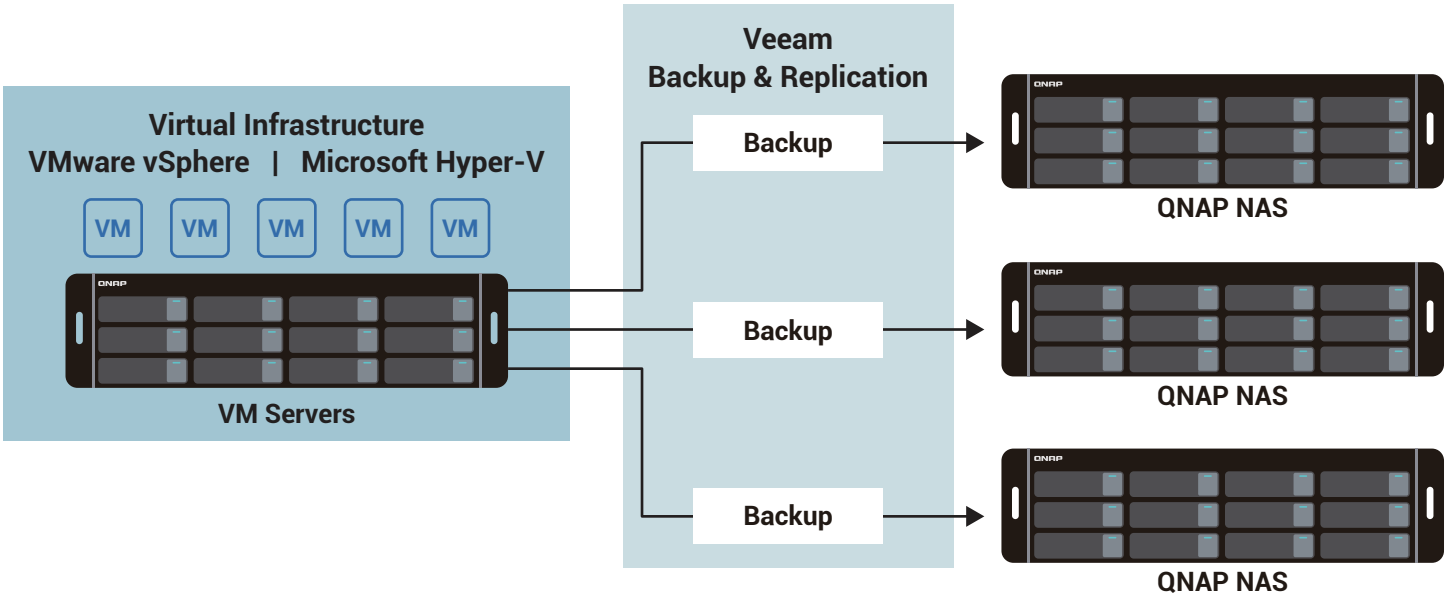 Virtual Infrastructure
VMware vSphere | Microsoft Hyper-V
VM VM VM VM VM
QNAP
VM Servers
Veeam
Backup & Replication
Backup
Backup
Backup
QNAP
QNAP NAS
QNAP
QNAP NAS
QNAP
QNAP NAS